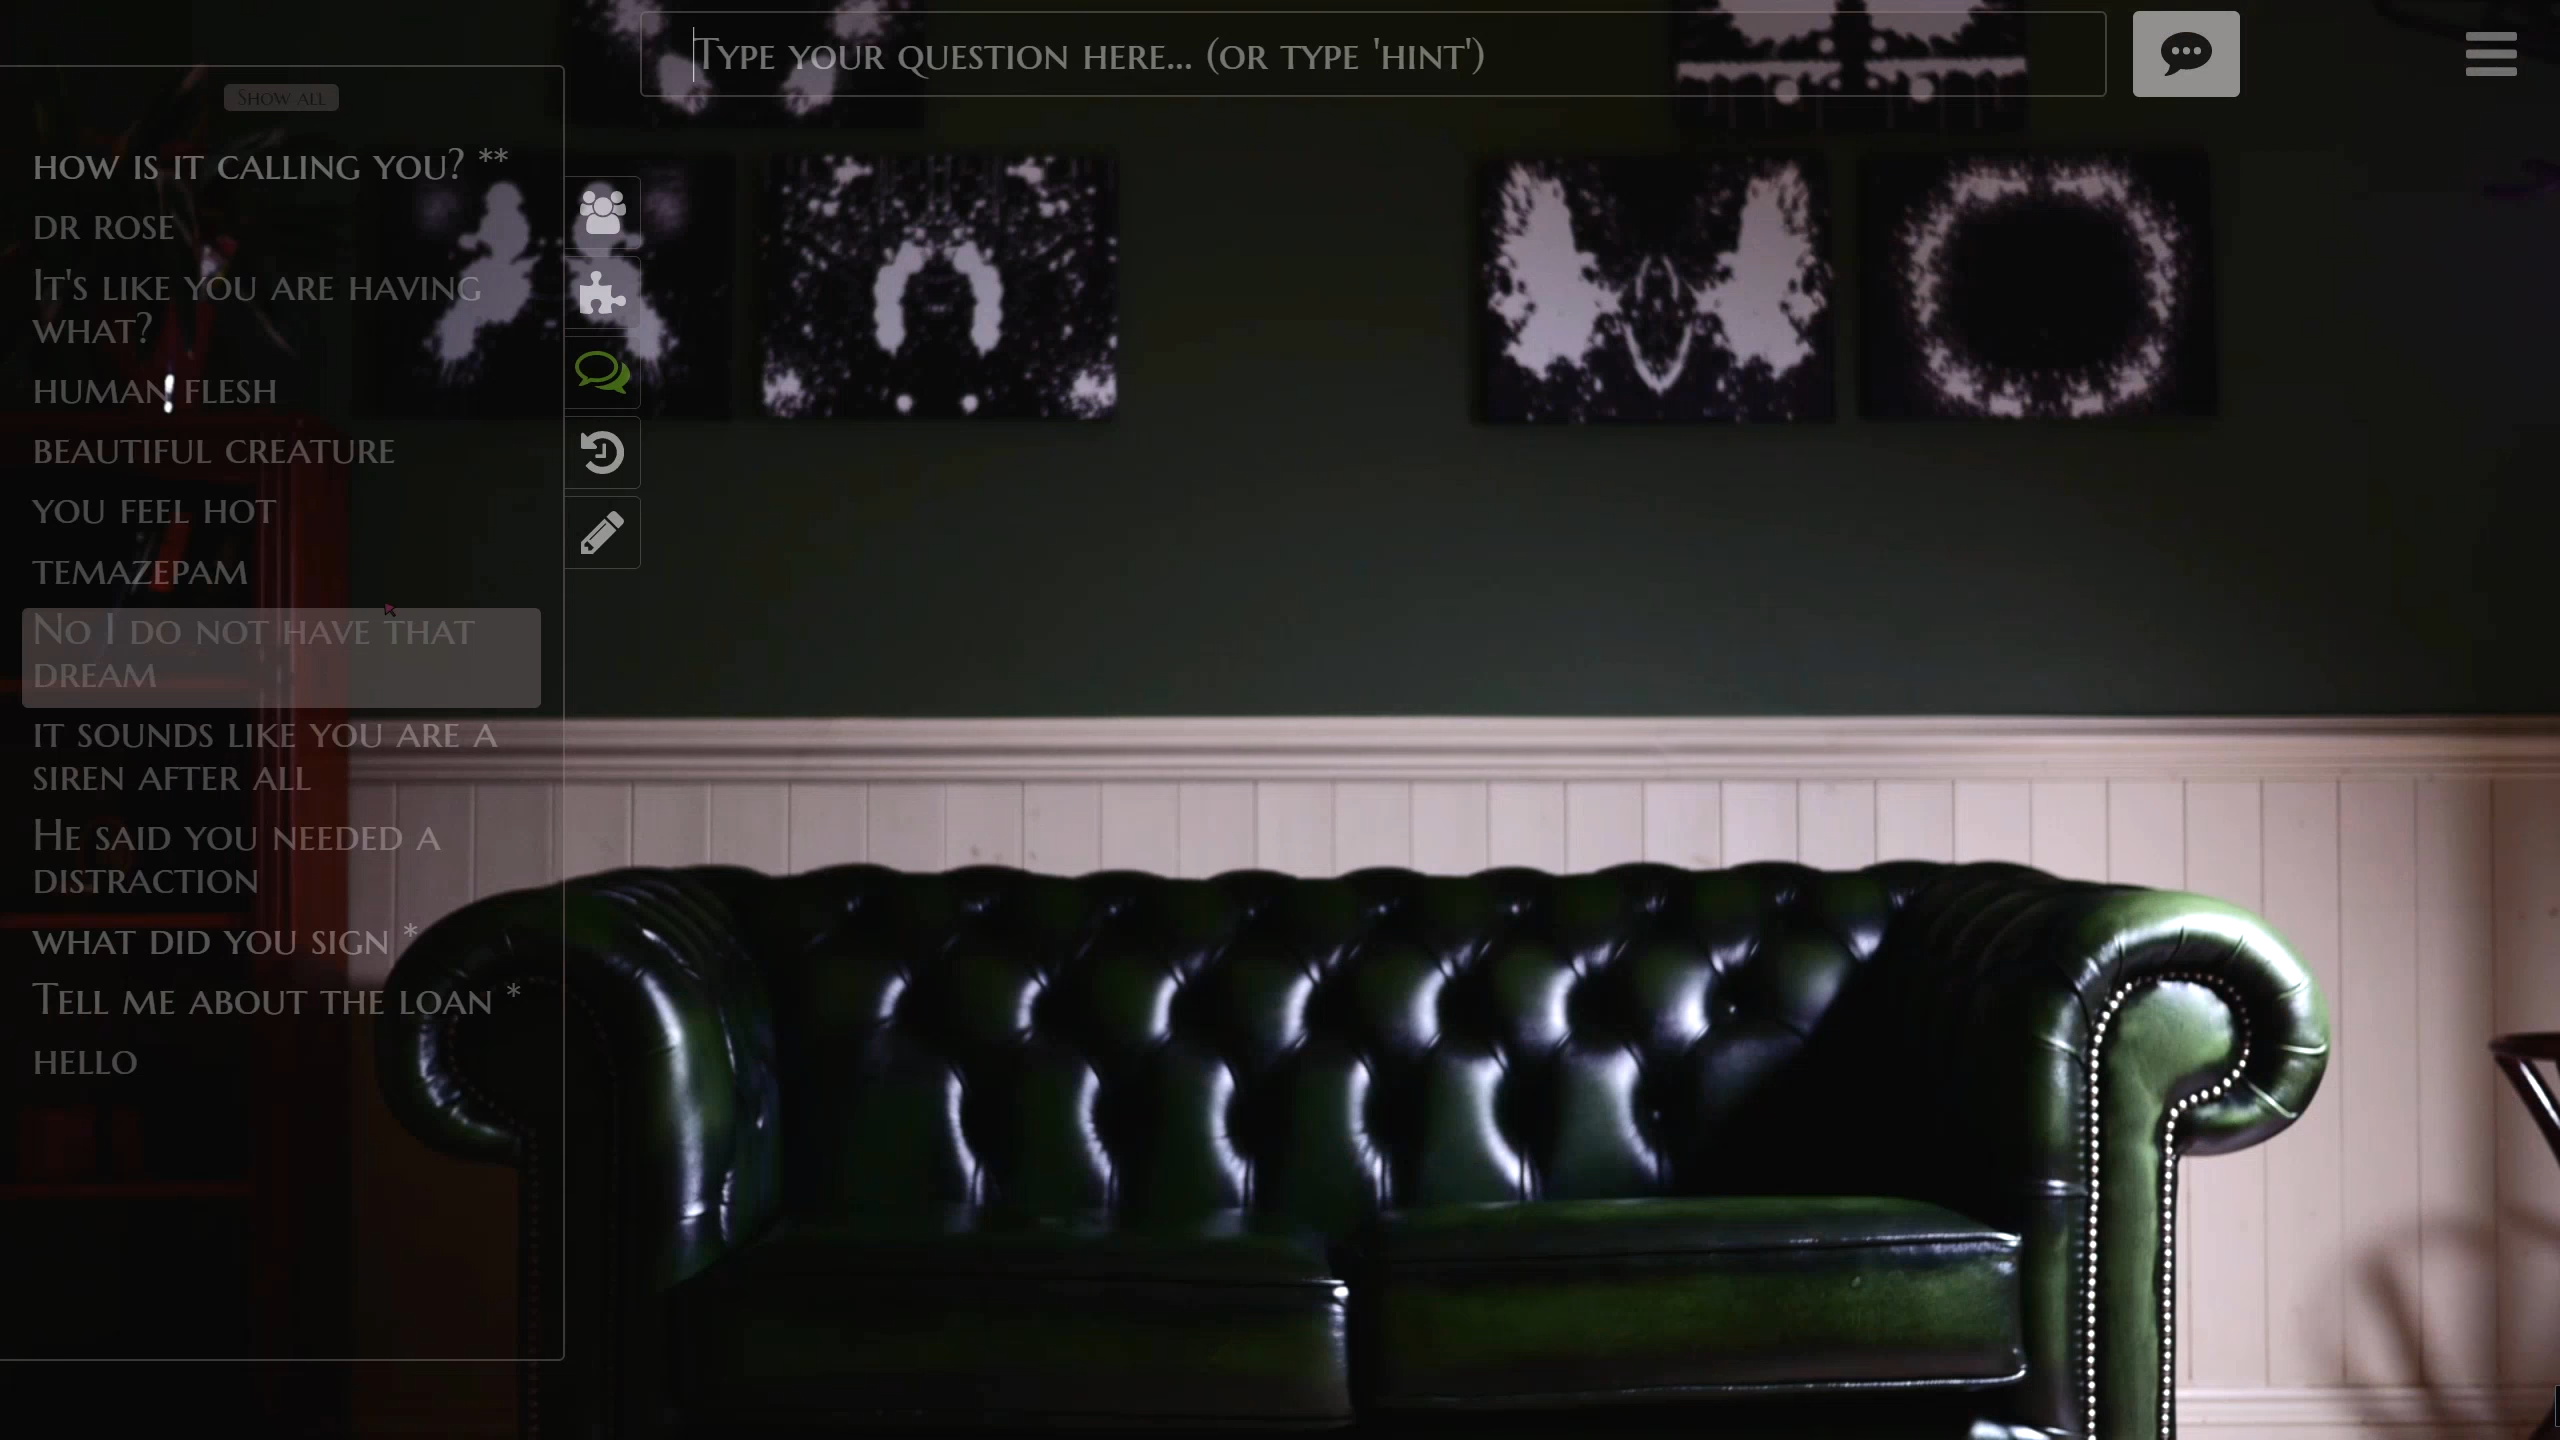 Type your question here... (or type 'hint')
Show all
how is it calling you? **
dr rose
It's like you are having
what?
human flesh
beautiful creature
you feel hot
temazepam
No I do not have that
dream
it sounds like you are a
siren after all
He said you needed a
distraction
what did you sign *
Tell me about the loan *
hello